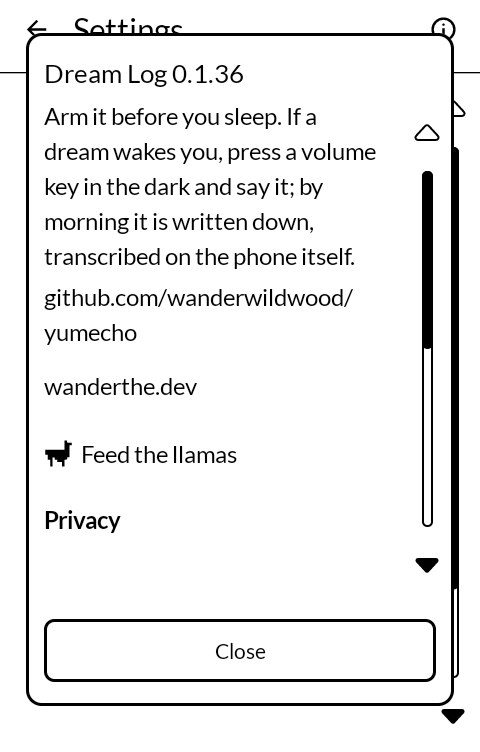 Settings
Dream Log 0.1.36
Arm it before you sleep. If a
dream wakes you, press a volume
key in the dark and say it; by
morning it is written down,
transcribed on the phone itself.
github.com/wanderwildwood/
yumecho
wanderthe.dev
Feed the llamas
Privacy
Close